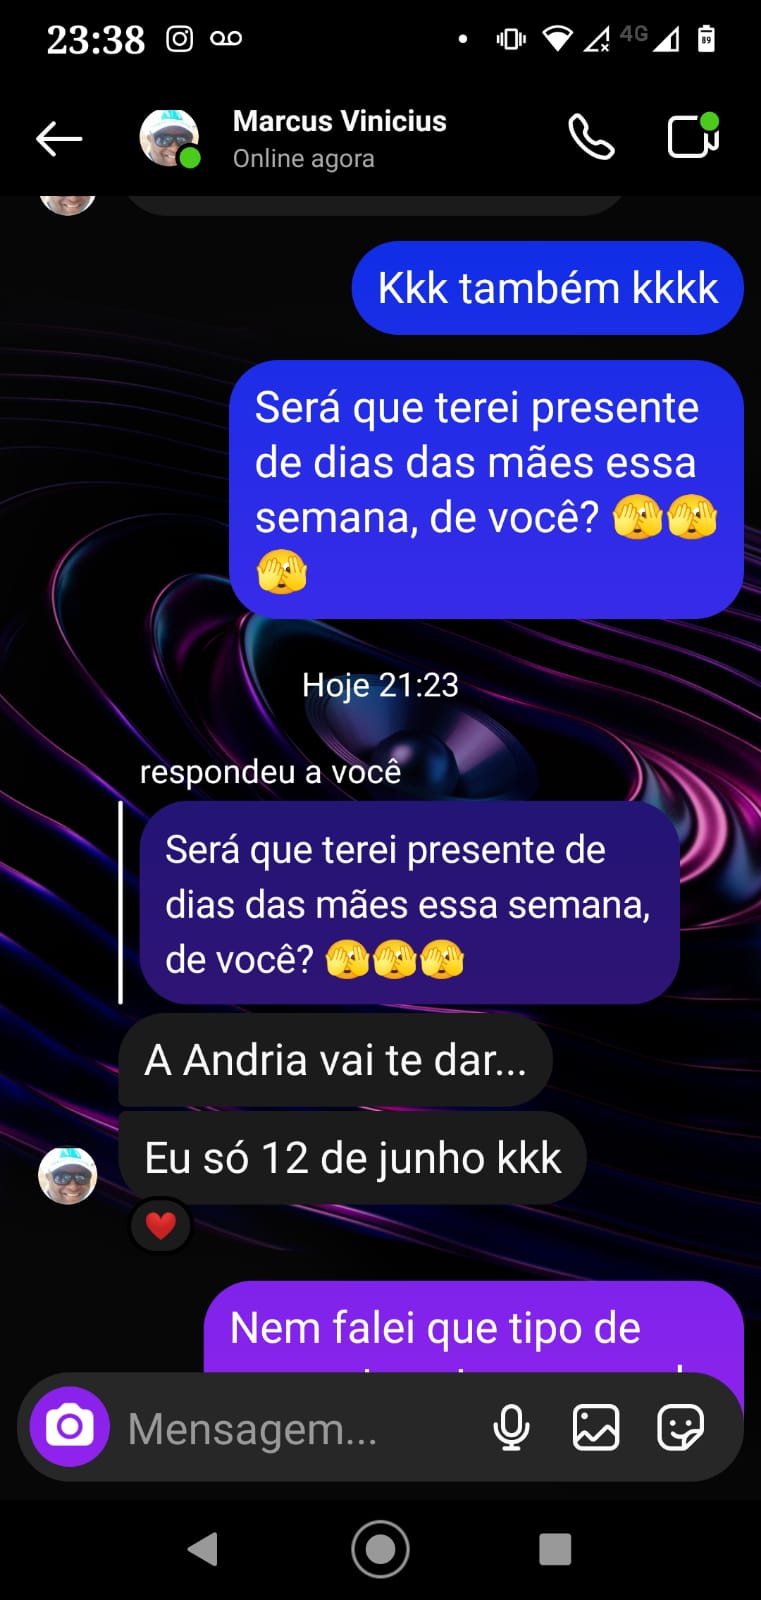 23:38
4G
89
Marcus Vinicius
Online agora
Kkk também kkkk
Será que terei presente
de dias das mães essa
semana, de você? 🫣🫣
🫣
Hoje 21:23
respondeu a você
Será que terei presente de
dias das mães essa semana,
de você? 🫣🫣🫣
A Andria vai te dar...
Eu só 12 de junho kkk
❤️
Nem falei que tipo de
Mensagem...